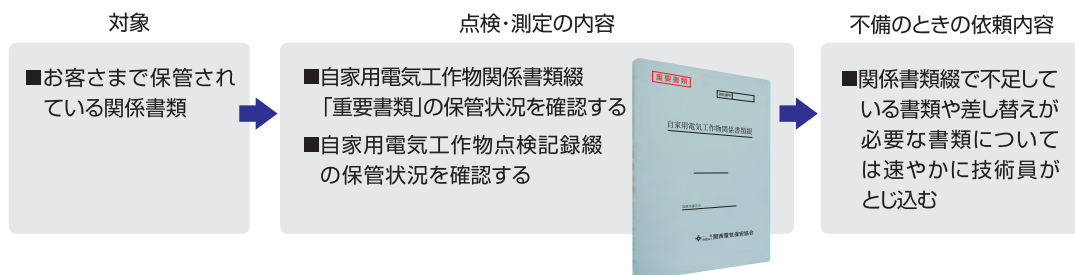 対象
■お客さまで保管され
ている関係書類
点検・測定の内容
■自家用電気工作物関係書類綴
「重要書類」の保管状況を確認する
■自家用電気工作物点検記録綴
の保管状況を確認する
重要書類
自家用電気工作物関係書類綴
関西電気保安協会
不備のときの依頼内容
■関係書類綴で不足して
いる書類や差し替えが
必要な書類について
は速やかに技術員が
とじ込む